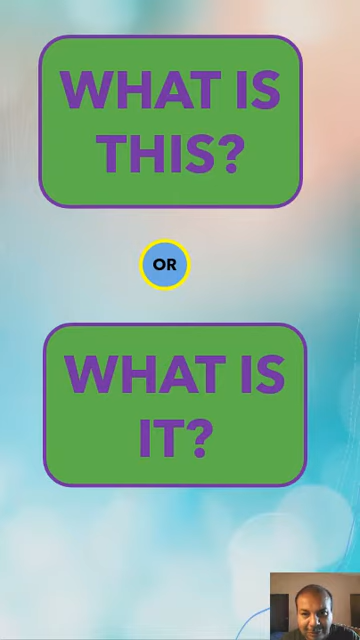 WHAT IS
THIS?
OR
WHAT IS
IT?